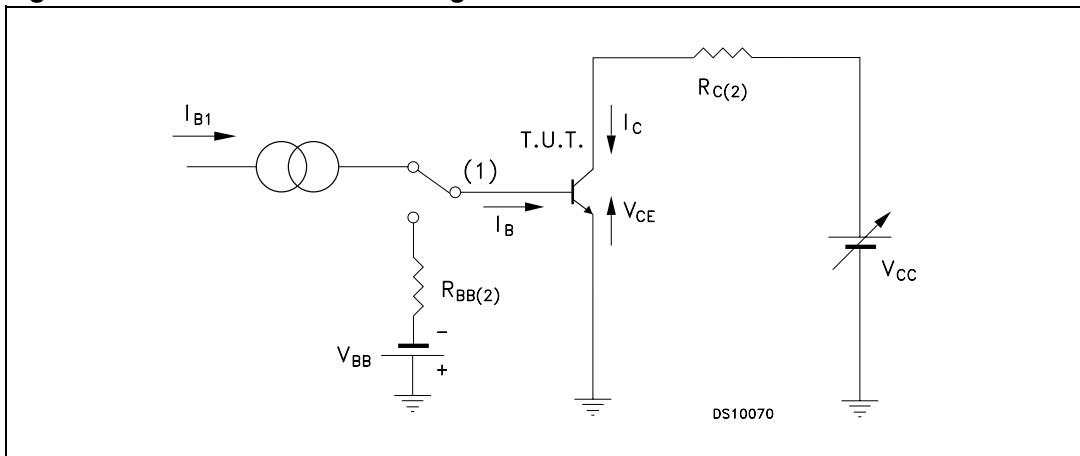 R_C(2)
I_B1
I_C
T.U.T.
(1)
V_CE
I_B
V_CC
R_BB(2)
−
V_BB
+
DS10070